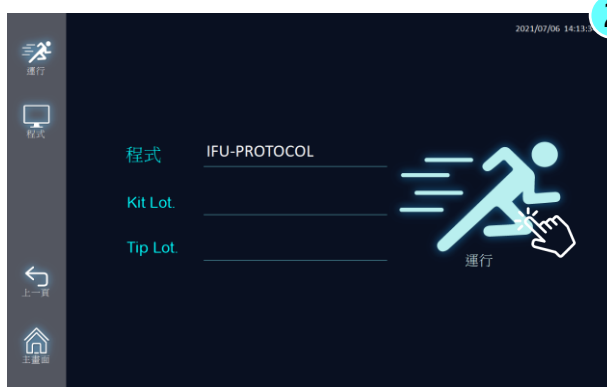 2021/07/06 14:13:3
運行
程式
程式 IFU-PROTOCOL
Kit Lot.
Tip Lot.
運行
上一頁
主畫面